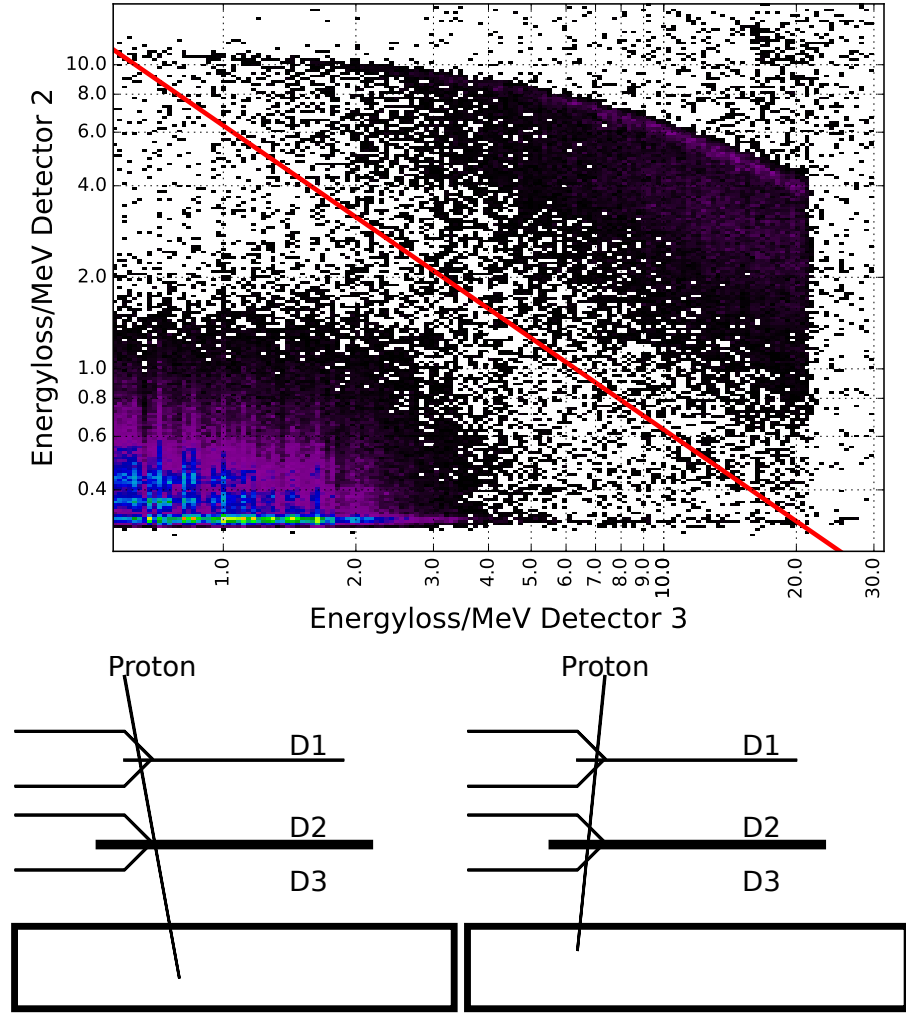 Energyloss/MeV Detector 2
10.0
8.0
6.0
4.0
2.0
1.0
0.8
0.6
0.4
1.0
2.0
3.0
4.0
5.0
6.0
7.0
8.0
9.0
10.0
20.0
30.0
Energyloss/MeV Detector 3
Proton
D1
D2
D3
Proton
D1
D2
D3